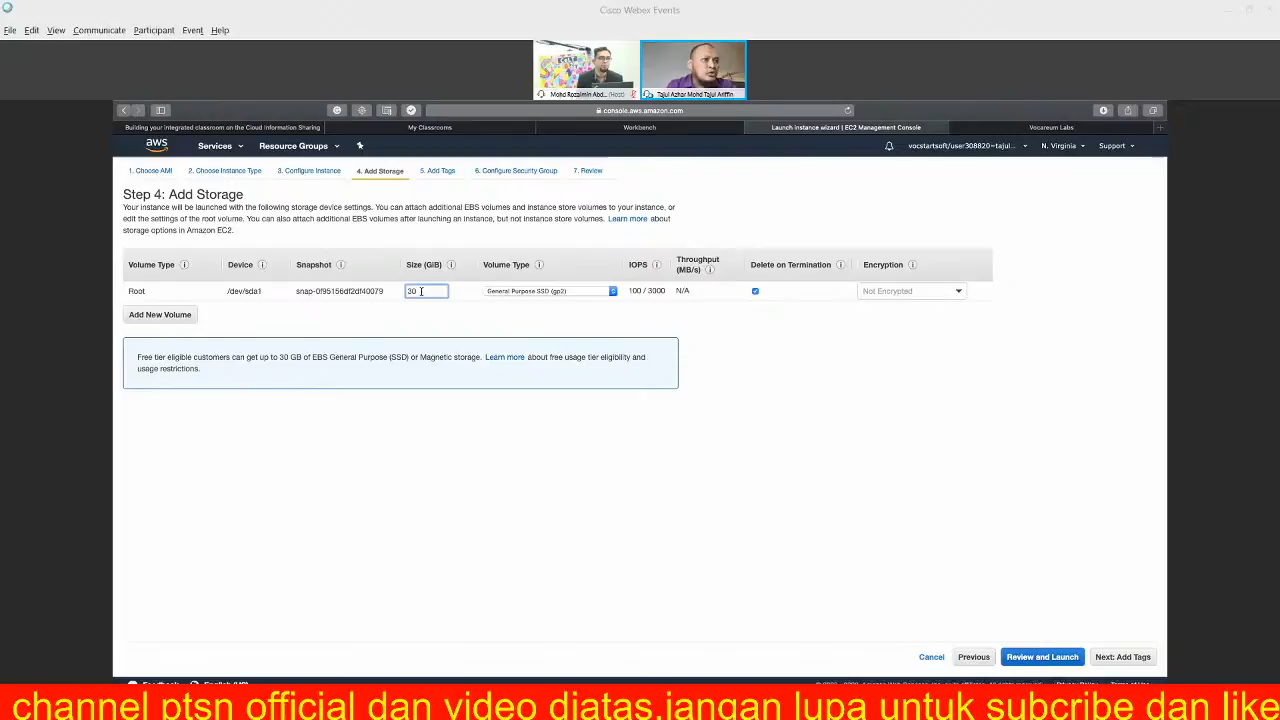 Cisco Webex Events
File Edit View Communicate Participant Event Help
Mohd Rozaimin Abd... (Host)
Tajul Azhar Mohd Tajul Ariffin
console.aws.amazon.com
Building your integrated classroom on the Cloud Information Sharing
My Classrooms
Workbench
Launch instance wizard | EC2 Management Console
Vocareum Labs
aws
Services
Resource Groups
vocstartsoft/user308820=tajul...
N. Virginia
Support
1. Choose AMI
2. Choose Instance Type
3. Configure Instance
4. Add Storage
5. Add Tags
6. Configure Security Group
7. Review
Step 4: Add Storage
Your instance will be launched with the following storage device settings. You can attach additional EBS volumes and instance store volumes to your instance, or
edit the settings of the root volume. You can also attach additional EBS volumes after launching an instance, but not instance store volumes. Learn more about
storage options in Amazon EC2.
Volume Type
Device
Snapshot
Size (GiB)
Volume Type
IOPS
Throughput
(MB/s)
Delete on Termination
Encryption
Root
/dev/sda1
snap-0f95156df2df40079
30
General Purpose SSD (gp2)
100 / 3000
N/A
Not Encrypted
Add New Volume
Free tier eligible customers can get up to 30 GB of EBS General Purpose (SSD) or Magnetic storage. Learn more about free usage tier eligibility and
usage restrictions.
Cancel
Previous
Review and Launch
Next: Add Tags
channel ptsn official dan video diatas,jangan lupa untuk subcribe dan like